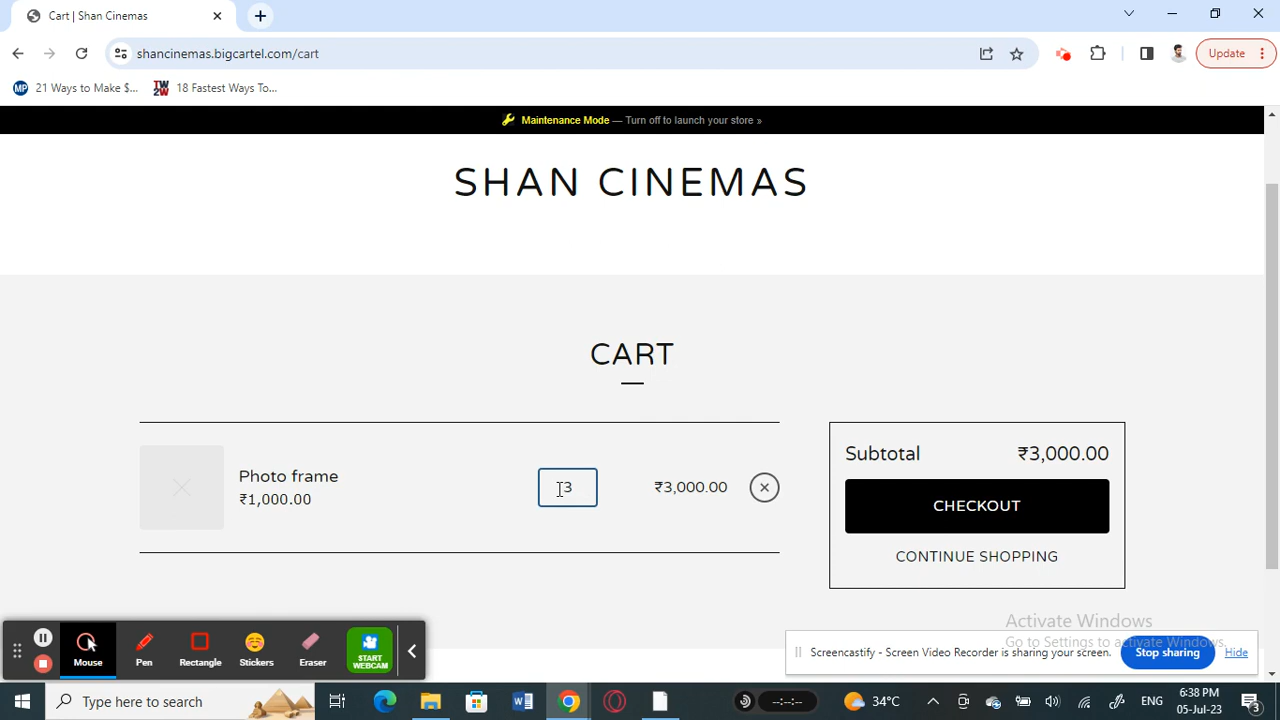 Cart | Shan Cinemas
shancinemas.bigcartel.com/cart
Update
MP 21 Ways to Make $...
TW 2W 18 Fastest Ways To...
Maintenance Mode — Turn off to launch your store »
SHAN CINEMAS
CART
Photo frame
₹1,000.00
3
₹3,000.00
Subtotal ₹3,000.00
CHECKOUT
CONTINUE SHOPPING
Activate Windows
Go to Settings to activate Windows.
Mouse
Pen
Rectangle
Stickers
Eraser
START WEBCAM
Screencastify - Screen Video Recorder is sharing your screen.
Stop sharing
Hide
Type here to search
--:--:--
34°C
ENG
6:38 PM
05-Jul-23
3